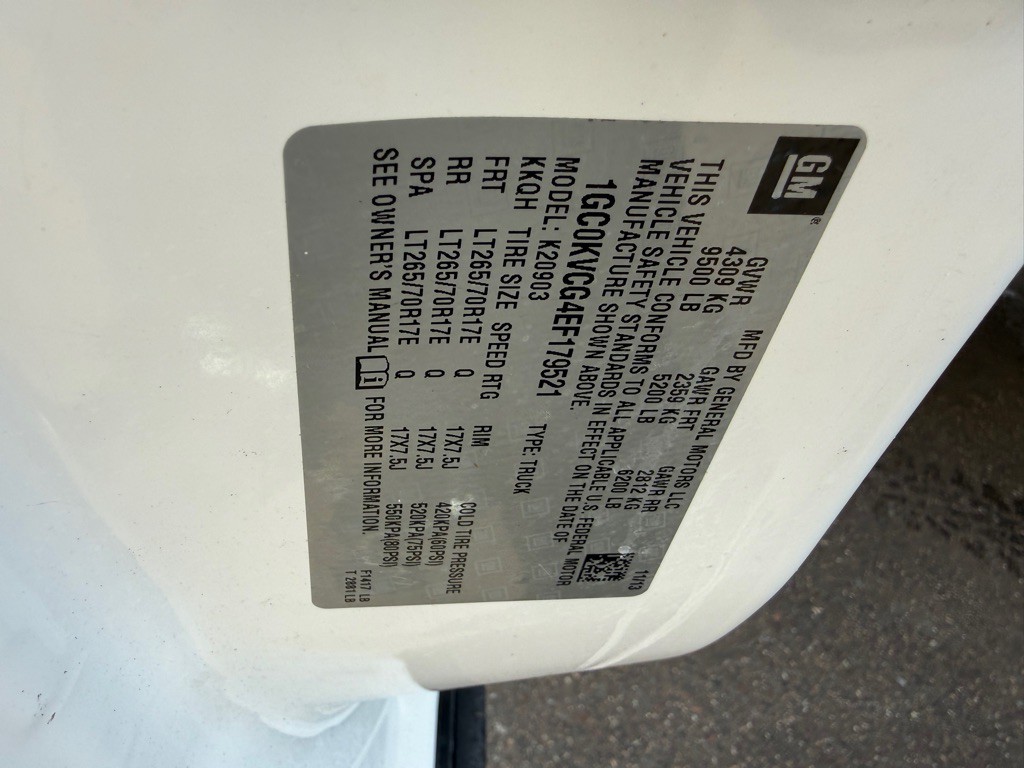 GM®
MFD BY GENERAL MOTORS LLC 11/13
GVWR GAWR FRT GAWR RR
4309 KG 2359 KG 2812 KG
9500 LB 5200 LB 6200 LB
THIS VEHICLE CONFORMS TO ALL APPLICABLE U.S. FEDERAL MOTOR
VEHICLE SAFETY STANDARDS IN EFFECT ON THE DATE OF
MANUFACTURE SHOWN ABOVE.
1GC0KVCG4EF179521 TYPE: TRUCK
MODEL: K20903
KKQH TIRE SIZE SPEED RTG RIM COLD TIRE PRESSURE
FRT LT265/70R17E Q 17X7.5J 420KPA(60PSI)
RR LT265/70R17E Q 17X7.5J 520KPA(75PSI)
SPA LT265/70R17E Q 17X7.5J 550KPA(80PSI)
SEE OWNER'S MANUAL FOR MORE INFORMATION.
F1417 LB
T 2881 LB